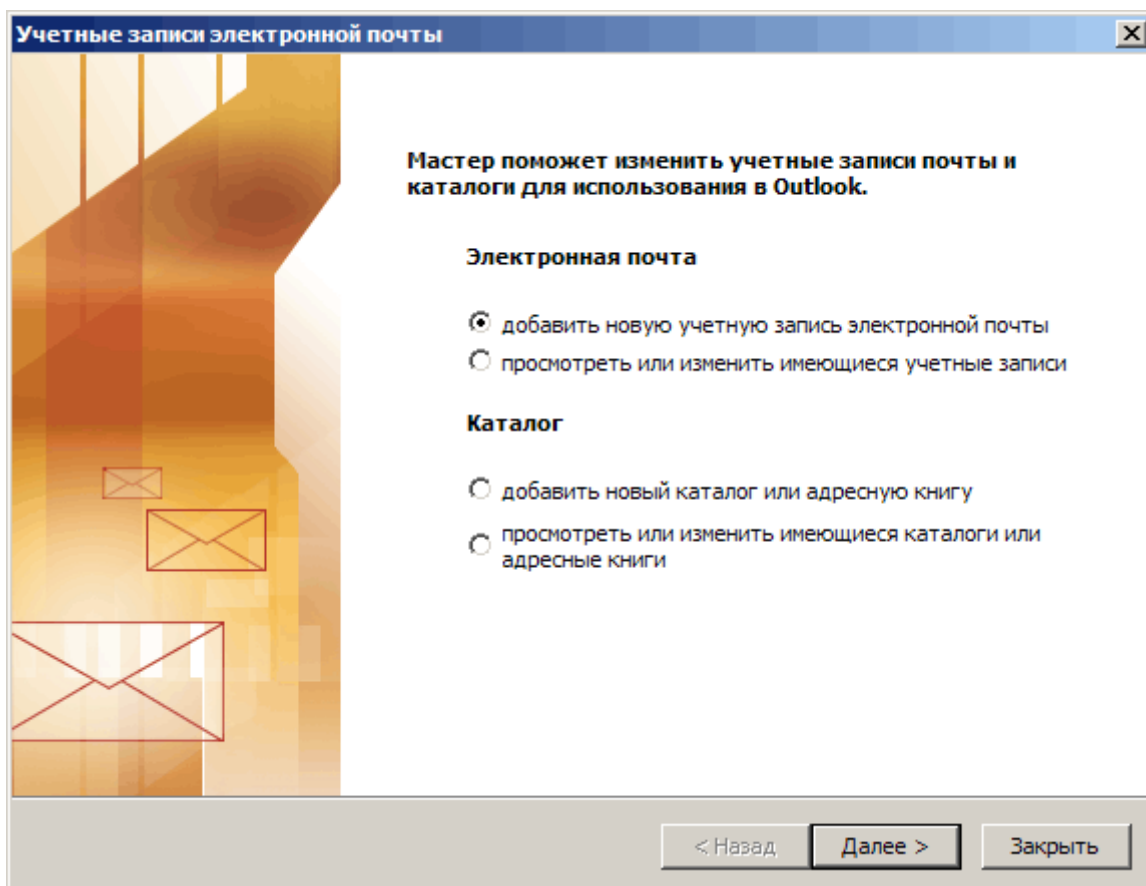 Учетные записи электронной почты
Мастер поможет изменить учетные записи почты и
каталоги для использования в Outlook.
Электронная почта
добавить новую учетную запись электронной почты
просмотреть или изменить имеющиеся учетные записи
Каталог
добавить новый каталог или адресную книгу
просмотреть или изменить имеющиеся каталоги или
адресные книги
< Назад
Далее >
Закрыть